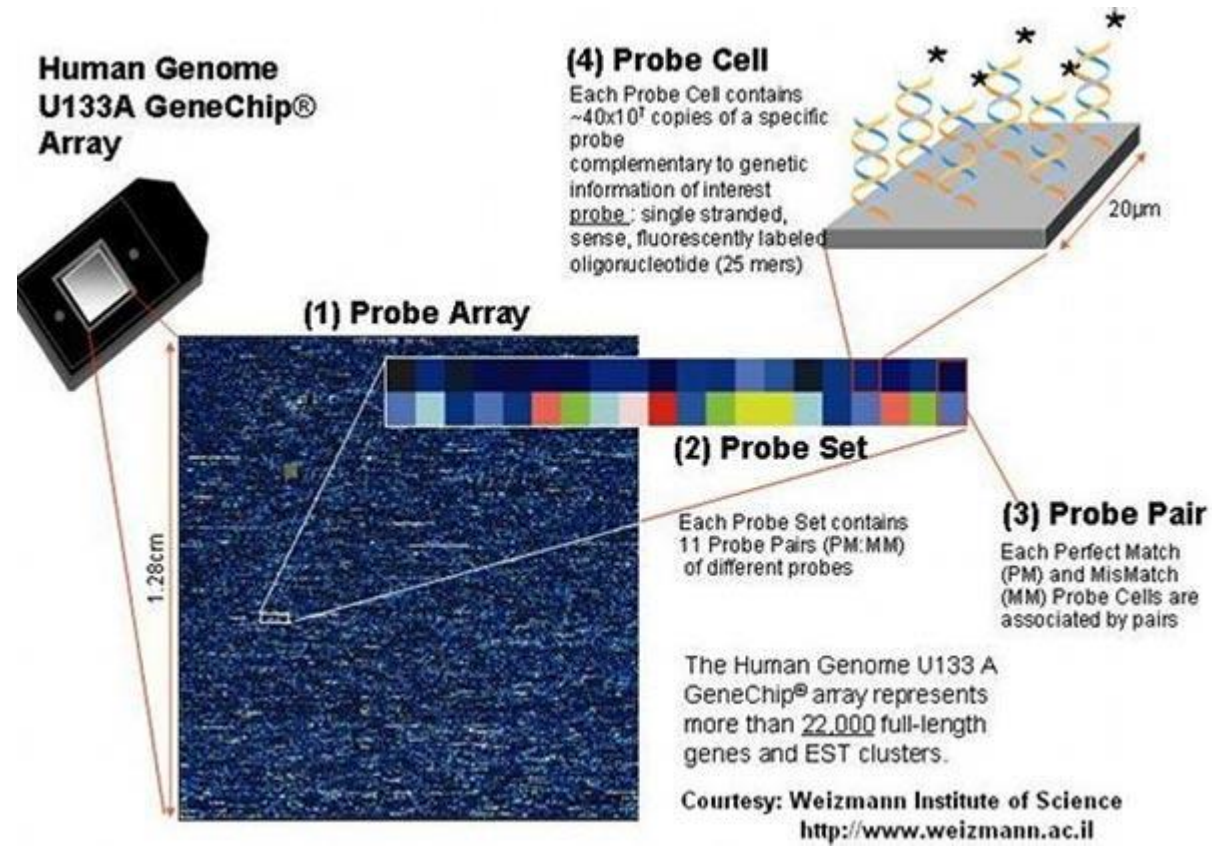 Human Genome
U133A GeneChip®
Array
(4) Probe Cell
Each Probe Cell contains
~40x10⁷ copies of a specific
probe
complementary to genetic
information of interest
probe : single stranded,
sense, fluorescently labeled
oligonucleotide (25 mers)
* * * * *
20µm
(1) Probe Array
1.28cm
(2) Probe Set
Each Probe Set contains
11 Probe Pairs (PM:MM)
of different probes
(3) Probe Pair
Each Perfect Match
(PM) and MisMatch
(MM) Probe Cells are
associated by pairs
The Human Genome U133 A
GeneChip® array represents
more than 22,000 full-length
genes and EST clusters.
Courtesy: Weizmann Institute of Science
http://www.weizmann.ac.il